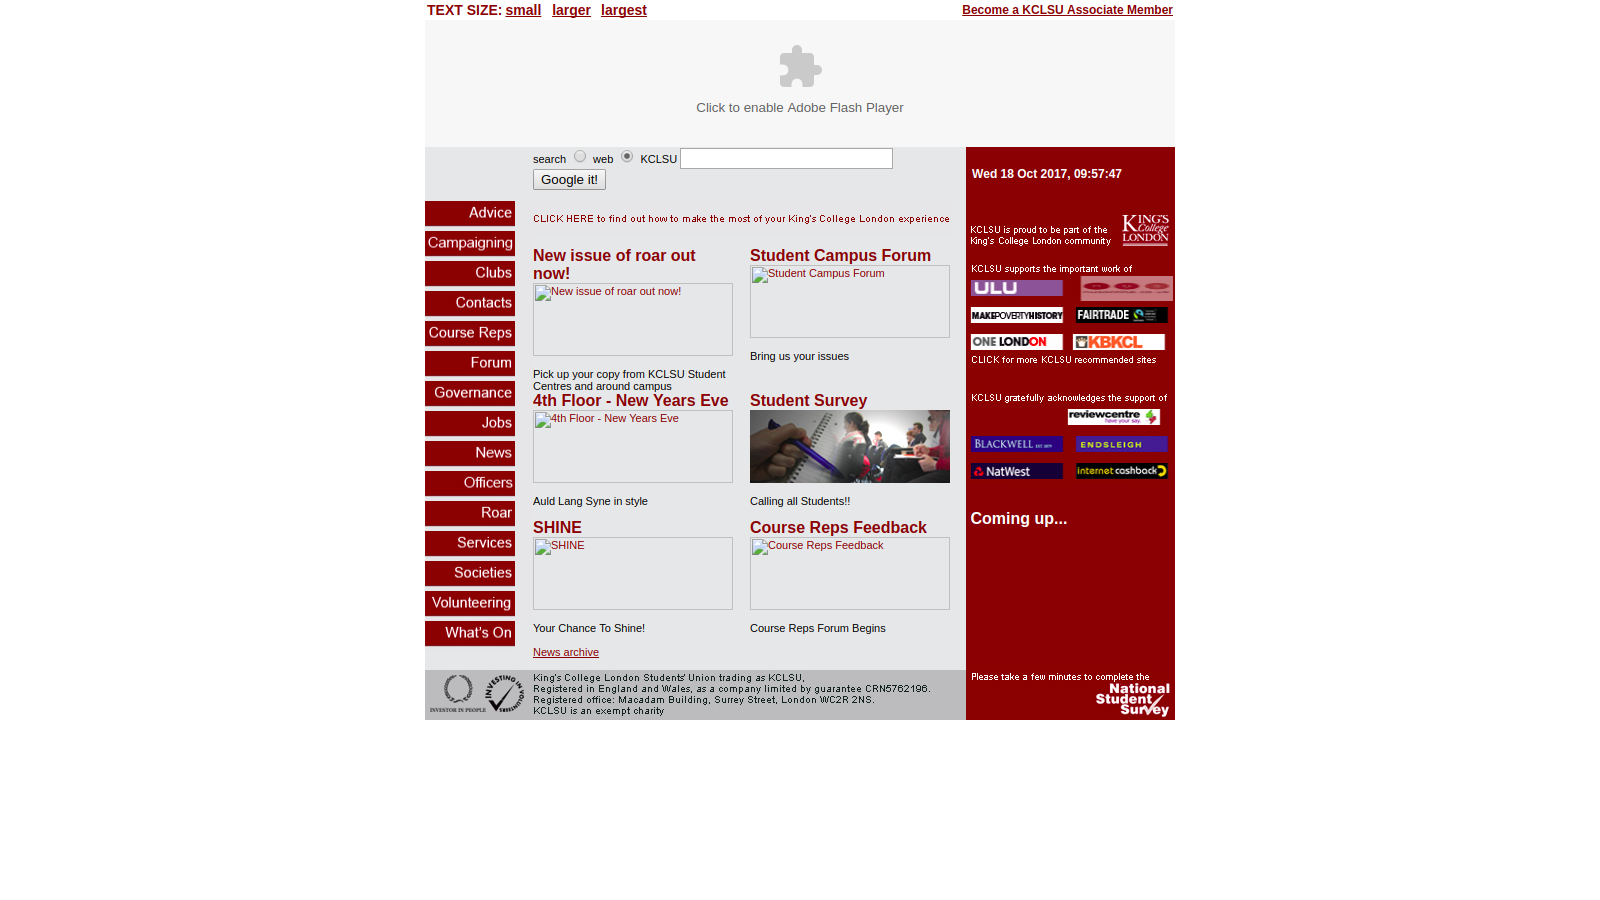 TEXT SIZE: small larger largest
Become a KCLSU Associate Member
Click to enable Adobe Flash Player
search web KCLSU
Google it!
Wed 18 Oct 2017, 09:57:47
Advice
Campaigning
Clubs
Contacts
Course Reps
Forum
Governance
Jobs
News
Officers
Roar
Services
Societies
Volunteering
What's On
CLICK HERE to find out how to make the most of your King's College London experience
New issue of roar out
now!
New issue of roar out now!
Pick up your copy from KCLSU Student
Centres and around campus
Student Campus Forum
Student Campus Forum
Bring us your issues
4th Floor - New Years Eve
4th Floor - New Years Eve
Auld Lang Syne in style
Student Survey
Calling all Students!!
SHINE
SHINE
Your Chance To Shine!
Course Reps Feedback
Course Reps Feedback
Course Reps Forum Begins
News archive
KCLSU is proud to be part of the
King's College London community
KING'S
College
LONDON
KCLSU supports the important work of
ULU
MAKEPOVERTYHISTORY
FAIRTRADE
ONE LONDON
KBKCL
CLICK for more KCLSU recommended sites
KCLSU gratefully acknowledges the support of
reviewcentre
have your say.
BLACKWELL EST 1879
ENDSLEIGH
NatWest
internet cashback
Coming up...
Please take a few minutes to complete the
National
Student
Survey
INVESTOR IN PEOPLE
INVESTING IN VOLUNTEERS
King's College London Students' Union trading as KCLSU,
Registered in England and Wales, as a company limited by guarantee CRN5762196.
Registered office: Macadam Building, Surrey Street, London WC2R 2NS.
KCLSU is an exempt charity